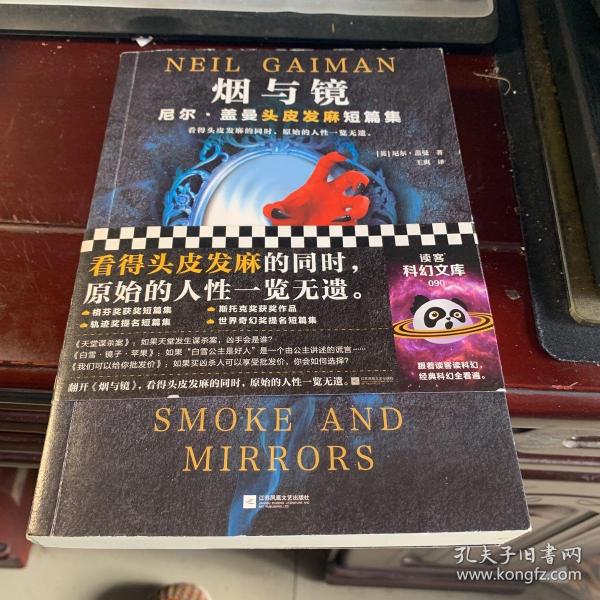 NEIL GAIMAN
烟与镜
尼尔·盖曼头皮发麻短篇集
看得头皮发麻的同时，原始的人性一览无遗。
[英]尼尔·盖曼 著
王爽 译
看得头皮发麻的同时，
原始的人性一览无遗。
格芬奖获奖短篇集
斯托克奖获奖作品
轨迹奖提名短篇集
世界奇幻奖提名短篇集
《天堂谋杀案》：如果天堂发生谋杀案，凶手会是谁？
《白雪·镜子·苹果》：如果“白雪公主是好人”是一个由公主讲述的谎言……
《我们可以给你批发价》：如果买凶杀人可以享受批发价，你会如何选择？
翻开《烟与镜》，看得头皮发麻的同时，原始的人性一览无遗。
读客
科幻文库
090
跟着读客读科幻，
经典科幻全看遍。
SMOKE AND
MIRRORS
江苏凤凰文艺出版社
孔夫子旧书网
www.kongfz.com